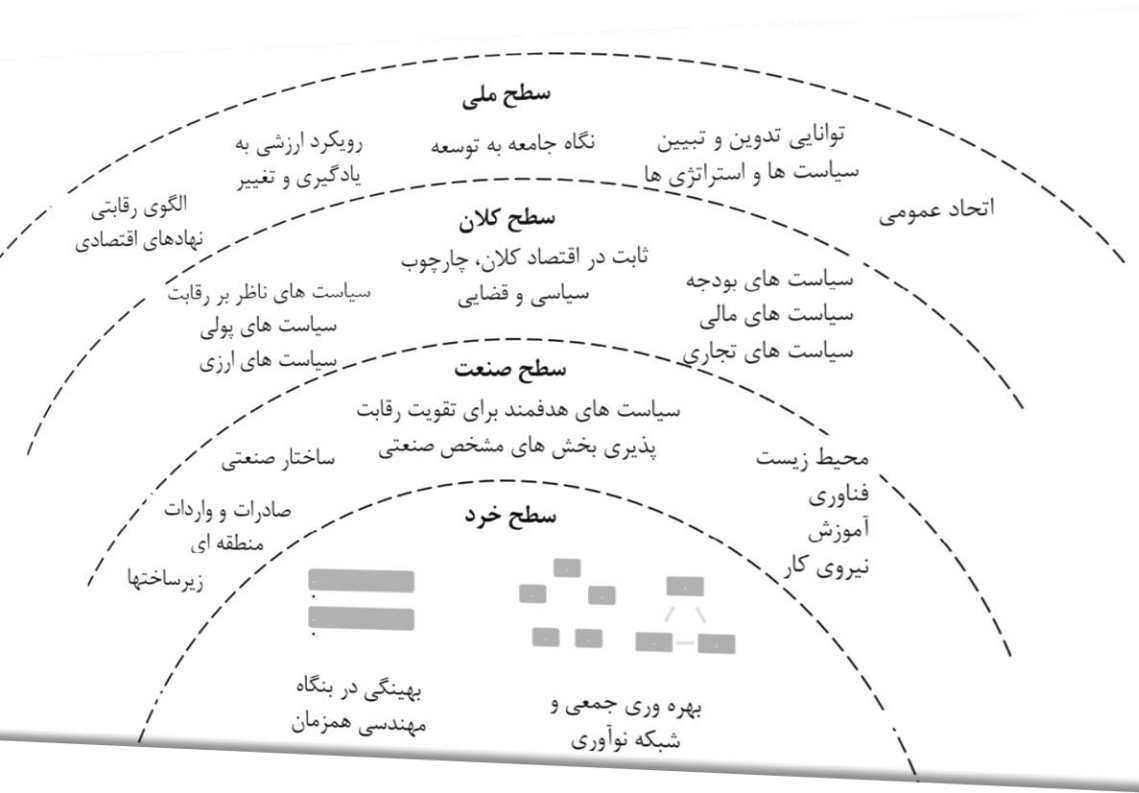 سطح ملی
توانایی تدوین و تبیین
سیاست ها و استراتژی ها
نگاه جامعه به توسعه
رویکرد ارزشی به
یادگیری و تغییر
اتحاد عمومی
الگوی رقابتی
نهادهای اقتصادی
سطح کلان
ثابت در اقتصاد کلان، چارچوب
سیاسی و قضایی
سیاست های بودجه
سیاست های مالی
سیاست های تجاری
سیاست های ناظر بر رقابت
سیاست های پولی
سیاست های ارزی
سطح صنعت
سیاست های هدفمند برای تقویت رقابت
پذیری بخش های مشخص صنعتی
محیط زیست
فناوری
آموزش
نیروی کار
ساختار صنعتی
صادرات و واردات
منطقه ای
زیرساختها
سطح خرد
بهره وری جمعی و
شبکه نوآوری
بهینگی در بنگاه
مهندسی همزمان